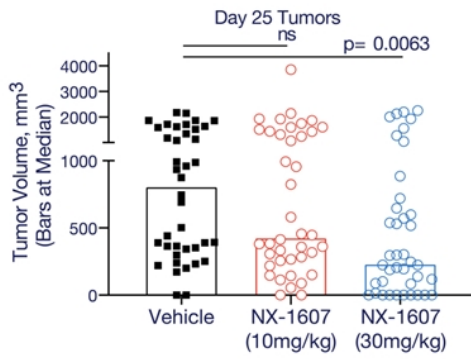 Day 25 Tumors
ns
p= 0.0063
Tumor Volume, mm³
(Bars at Median)
4000
3000
2000
1000
500
0
Vehicle
NX-1607
(10mg/kg)
NX-1607
(30mg/kg)